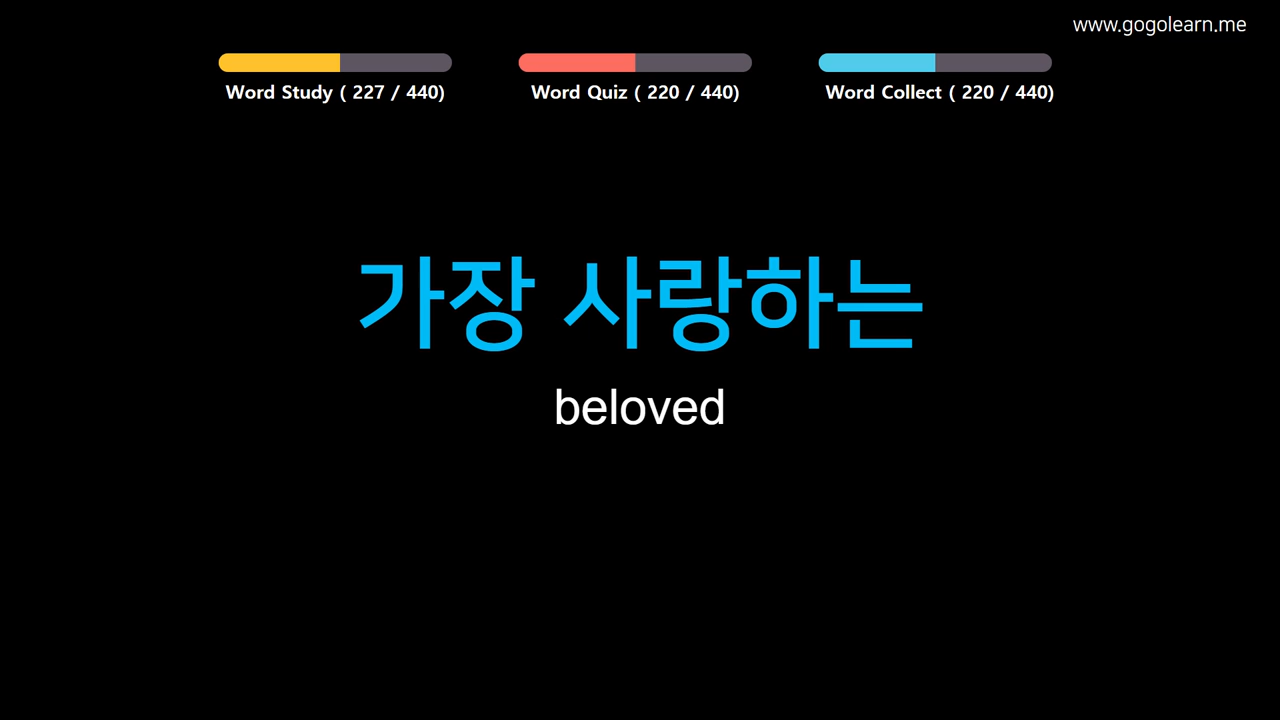 www.gogolearn.me
Word Study ( 227 / 440)
Word Quiz ( 220 / 440)
Word Collect ( 220 / 440)
가장 사랑하는
beloved